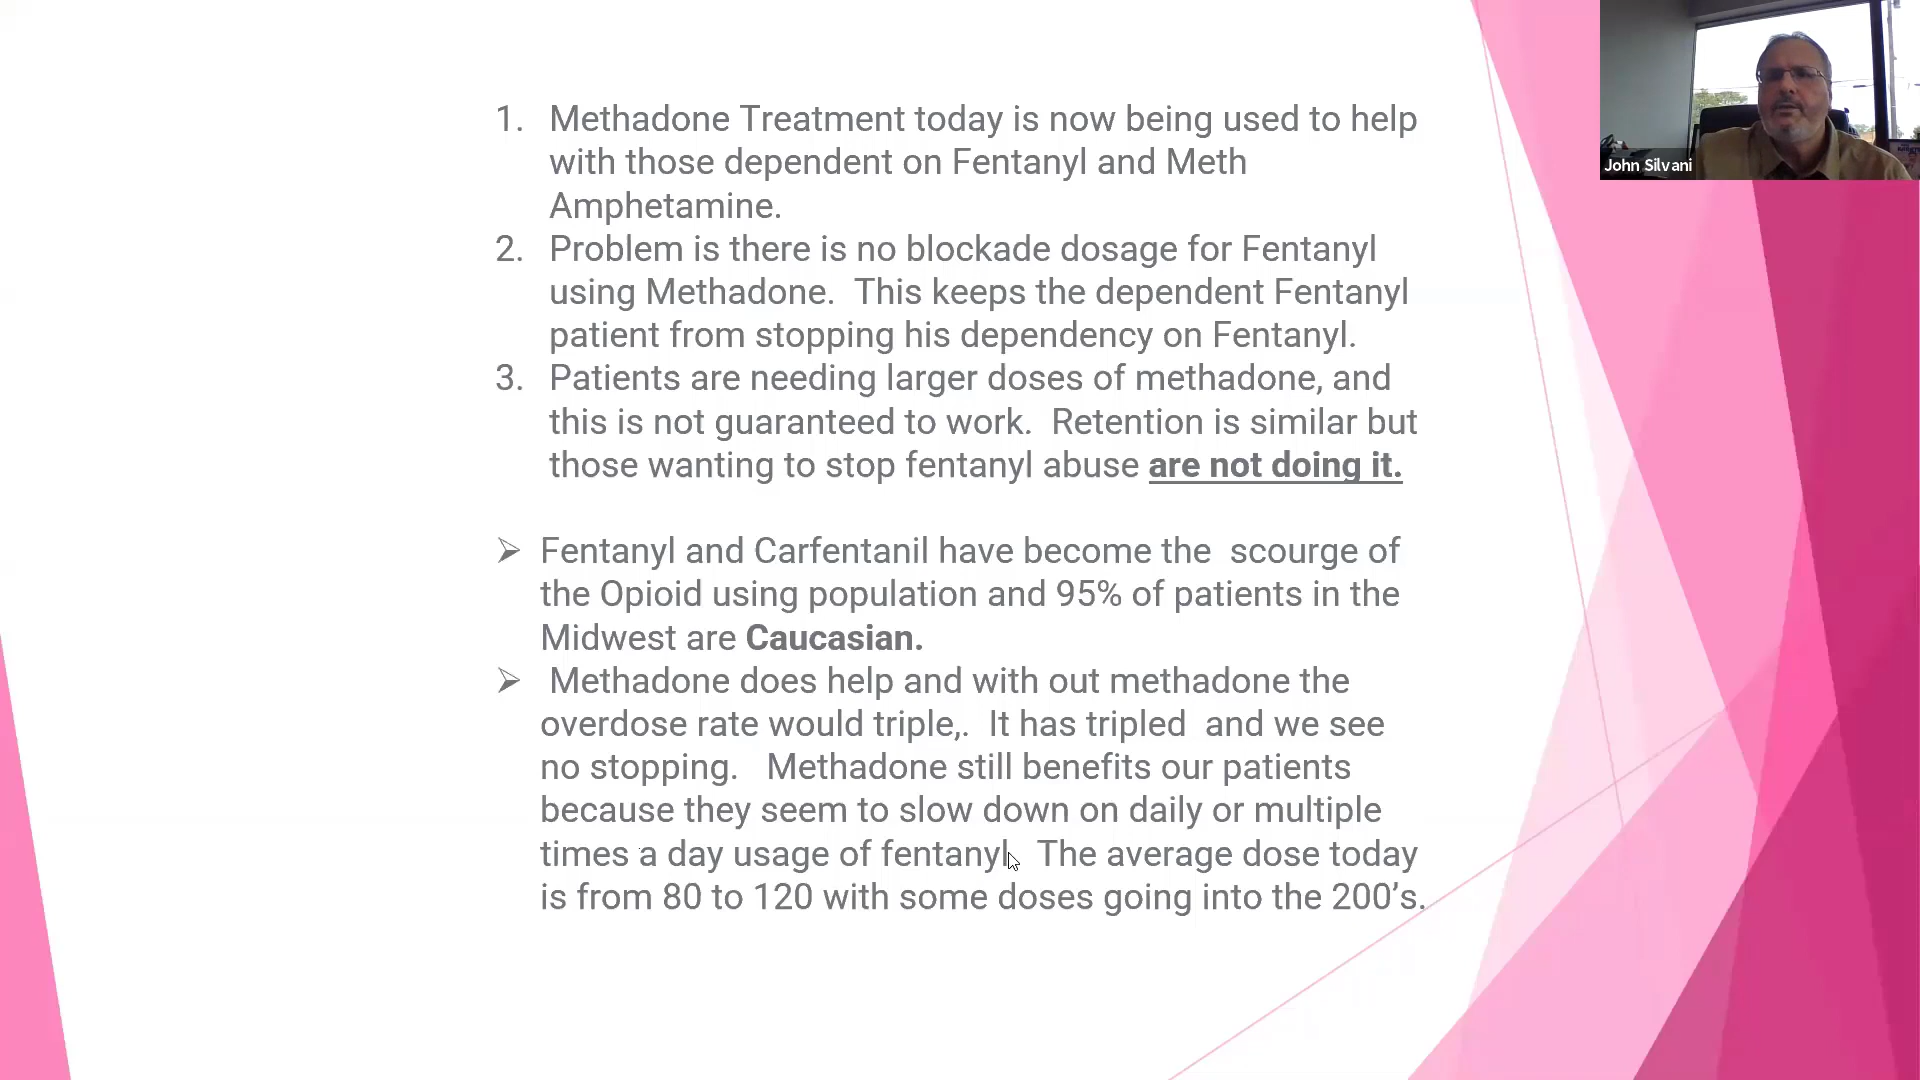 John Silvani
1. Methadone Treatment today is now being used to help
with those dependent on Fentanyl and Meth
Amphetamine.
2. Problem is there is no blockade dosage for Fentanyl
using Methadone.  This keeps the dependent Fentanyl
patient from stopping his dependency on Fentanyl.
3. Patients are needing larger doses of methadone, and
this is not guaranteed to work.  Retention is similar but
those wanting to stop fentanyl abuse are not doing it.
➢ Fentanyl and Carfentanil have become the  scourge of
the Opioid using population and 95% of patients in the
Midwest are Caucasian.
➢ Methadone does help and with out methadone the
overdose rate would triple,.  It has tripled  and we see
no stopping.   Methadone still benefits our patients
because they seem to slow down on daily or multiple
times a day usage of fentanyl.  The average dose today
is from 80 to 120 with some doses going into the 200’s.